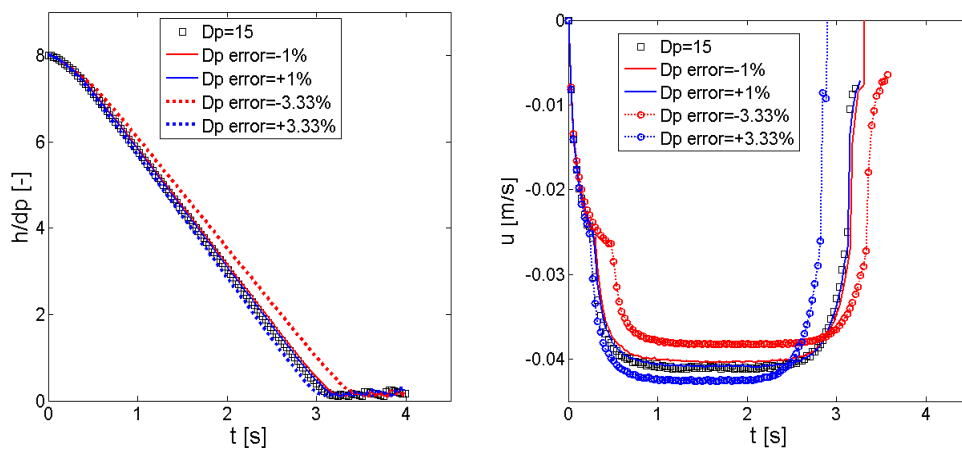 8
6
4
2
0
0
1
2
3
4
h/dp [-]
t [s]
Dp=15
Dp error=-1%
Dp error=+1%
Dp error=-3.33%
Dp error=+3.33%
0
-0.01
-0.02
-0.03
-0.04
0
1
2
3
4
u [m/s]
t [s]
Dp=15
Dp error=-1%
Dp error=+1%
Dp error=-3.33%
Dp error=+3.33%